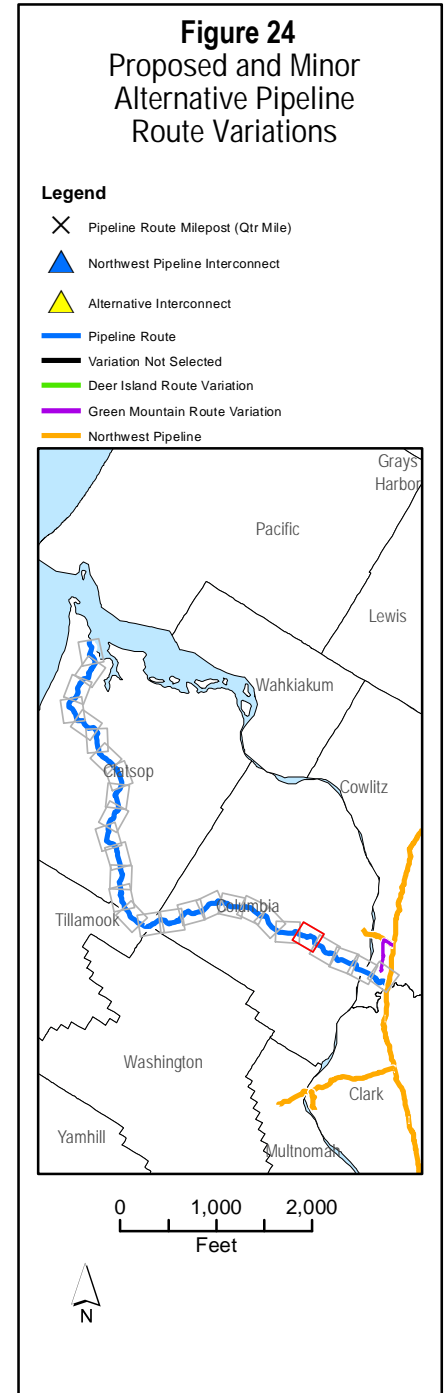 Figure 24
Proposed and Minor
Alternative Pipeline
Route Variations
Legend
Pipeline Route Milepost (Qtr Mile)
Northwest Pipeline Interconnect
Alternative Interconnect
Pipeline Route
Variation Not Selected
Deer Island Route Variation
Green Mountain Route Variation
Northwest Pipeline
Grays
Harbor
Pacific
Lewis
Wahkiakum
Clatsop
Cowlitz
Tillamook
Columbia
Washington
Clark
Yamhill
Multnomah
0 1,000 2,000
Feet
N